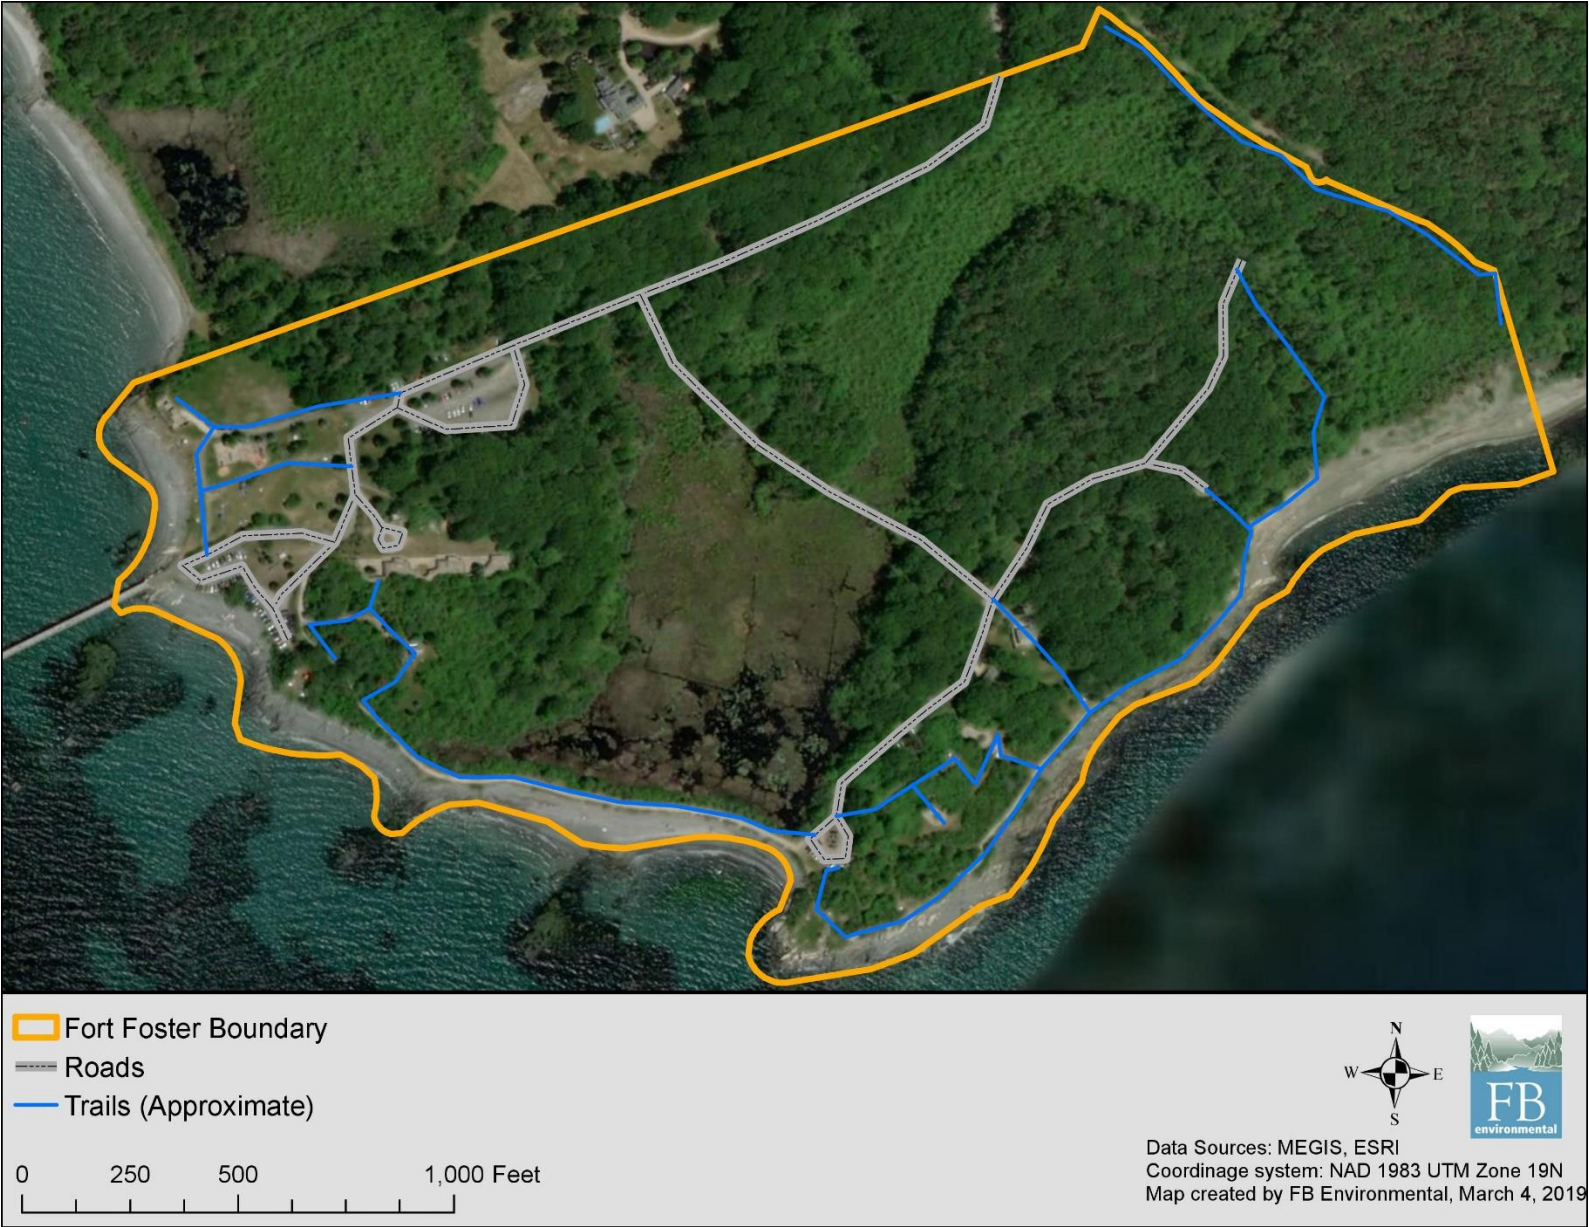 Fort Foster Boundary
Roads
Trails (Approximate)
0 250 500 1,000 Feet
N
W E
S
FB
environmental
Data Sources: MEGIS, ESRI
Coordinage system: NAD 1983 UTM Zone 19N
Map created by FB Environmental, March 4, 2019